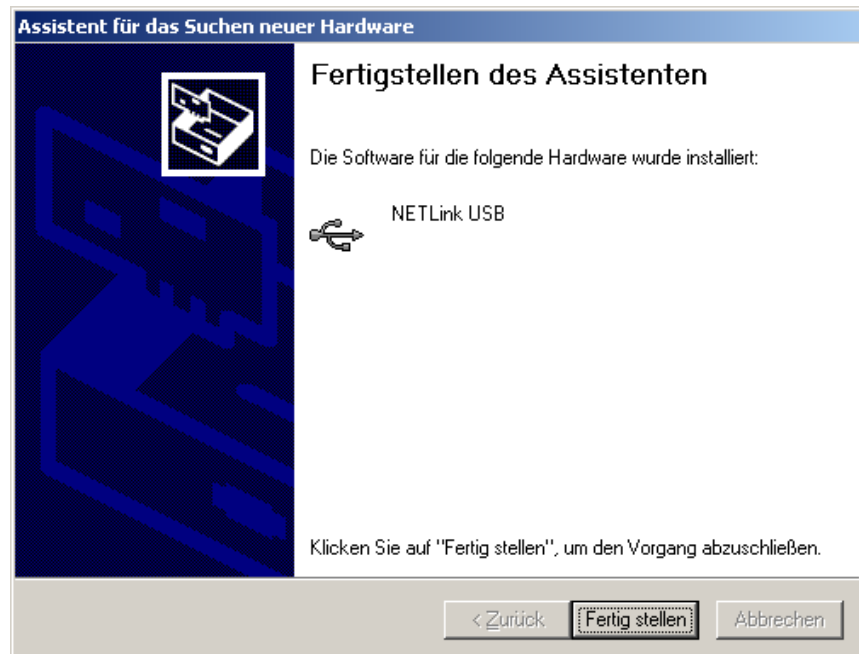 Assistent für das Suchen neuer Hardware
Fertigstellen des Assistenten
Die Software für die folgende Hardware wurde installiert:
NETLink USB
Klicken Sie auf "Fertig stellen", um den Vorgang abzuschließen.
< Zurück Fertig stellen Abbrechen